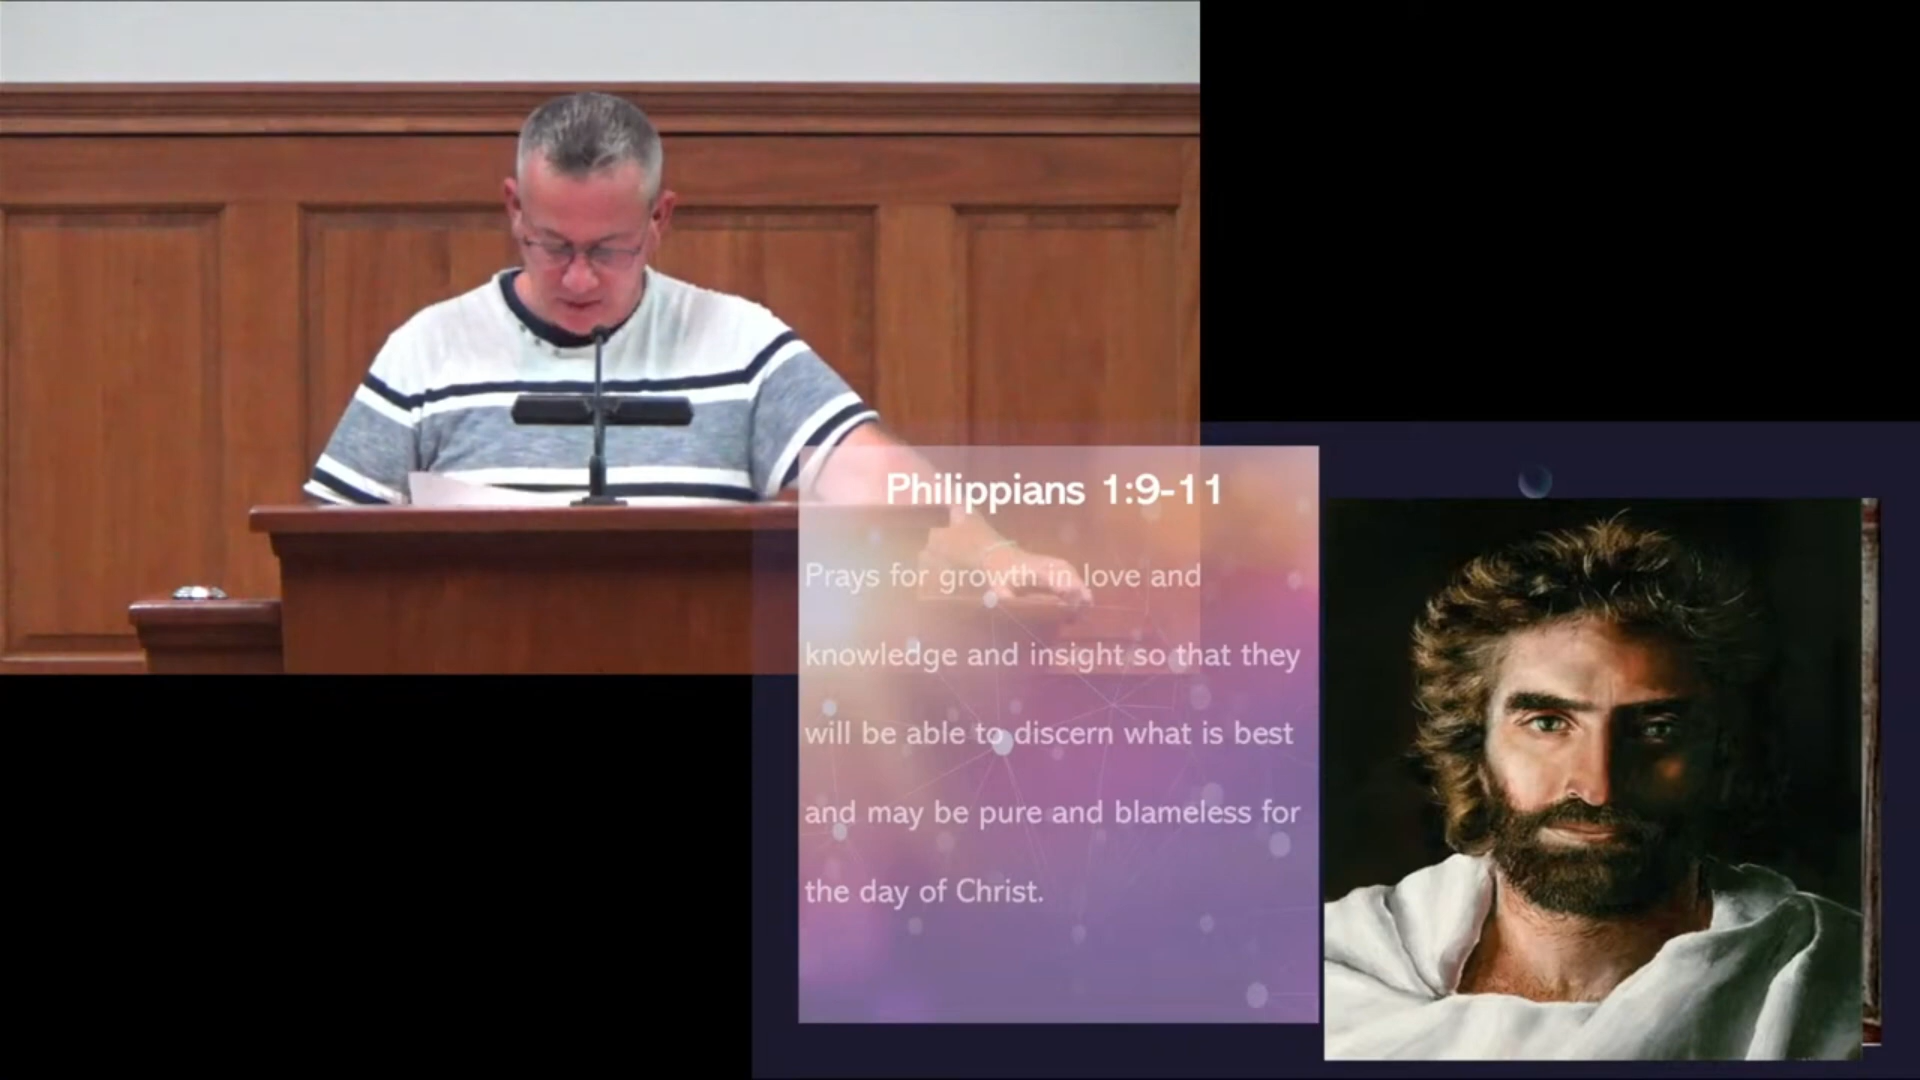 Philippians 1:9-11
Prays for growth in love and
knowledge and insight so that they
will be able to discern what is best
and may be pure and blameless for
the day of Christ.